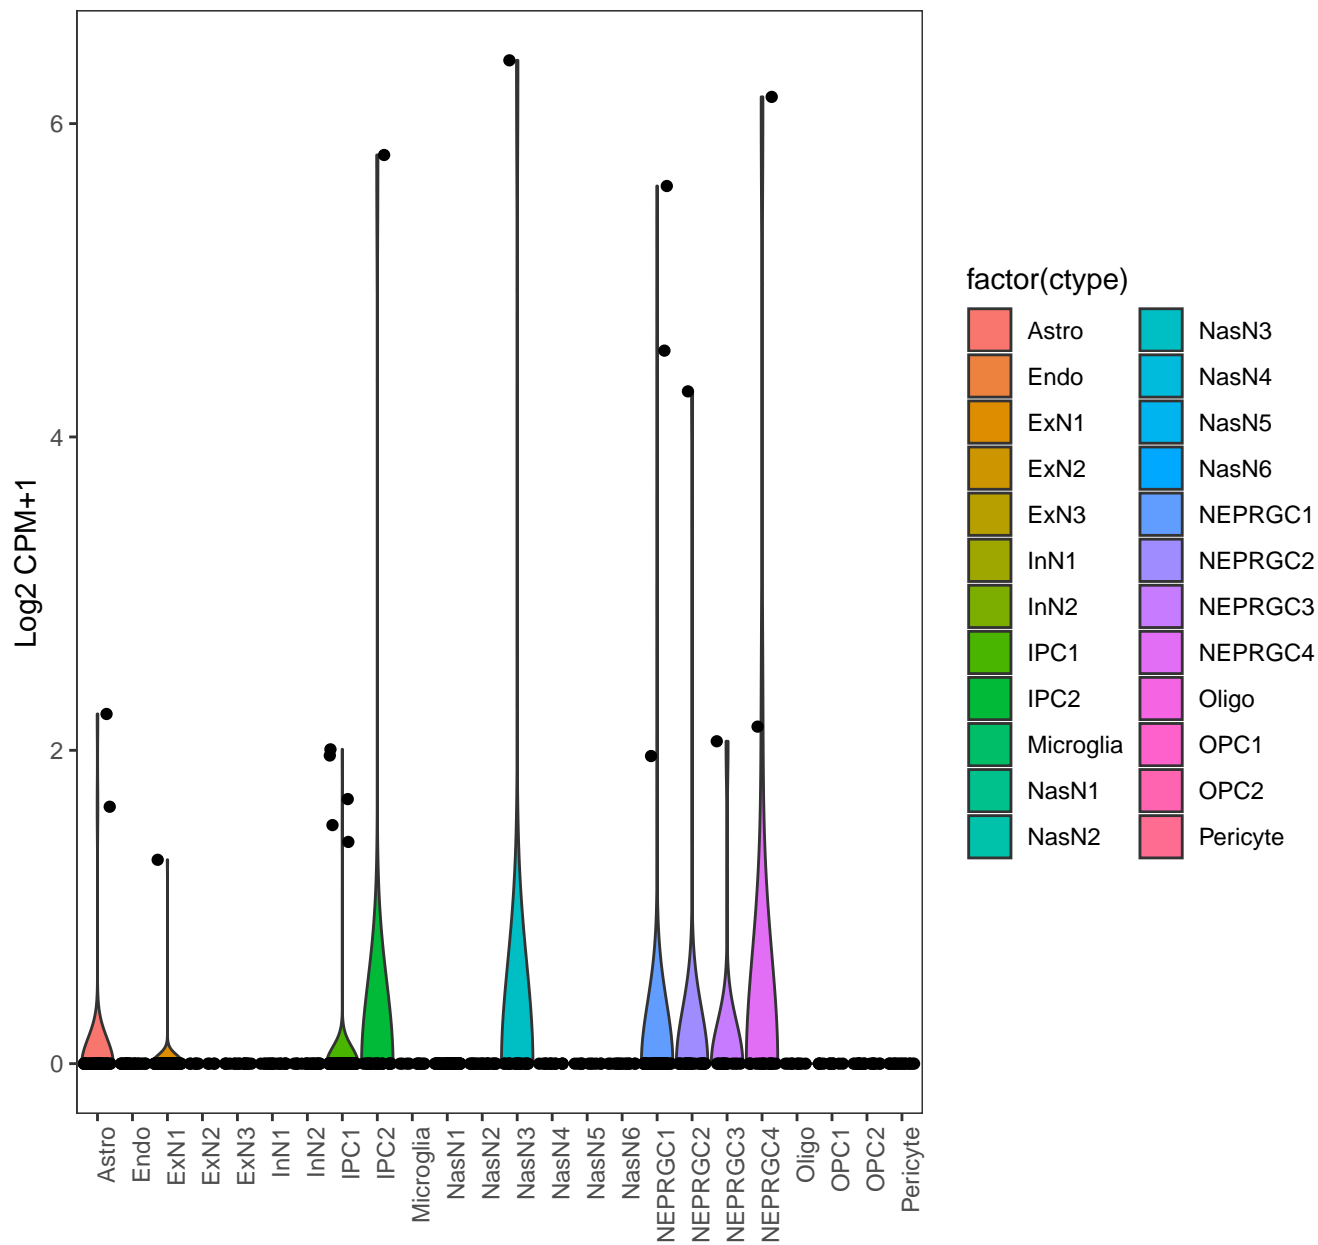 6
4
2
0
Log2 CPM+1
Astro
Endo
ExN1
ExN2
ExN3
InN1
InN2
IPC1
IPC2
Microglia
NasN1
NasN2
NasN3
NasN4
NasN5
NasN6
NEPRGC1
NEPRGC2
NEPRGC3
NEPRGC4
Oligo
OPC1
OPC2
Pericyte
factor(ctype)
Astro
Endo
ExN1
ExN2
ExN3
InN1
InN2
IPC1
IPC2
Microglia
NasN1
NasN2
NasN3
NasN4
NasN5
NasN6
NEPRGC1
NEPRGC2
NEPRGC3
NEPRGC4
Oligo
OPC1
OPC2
Pericyte